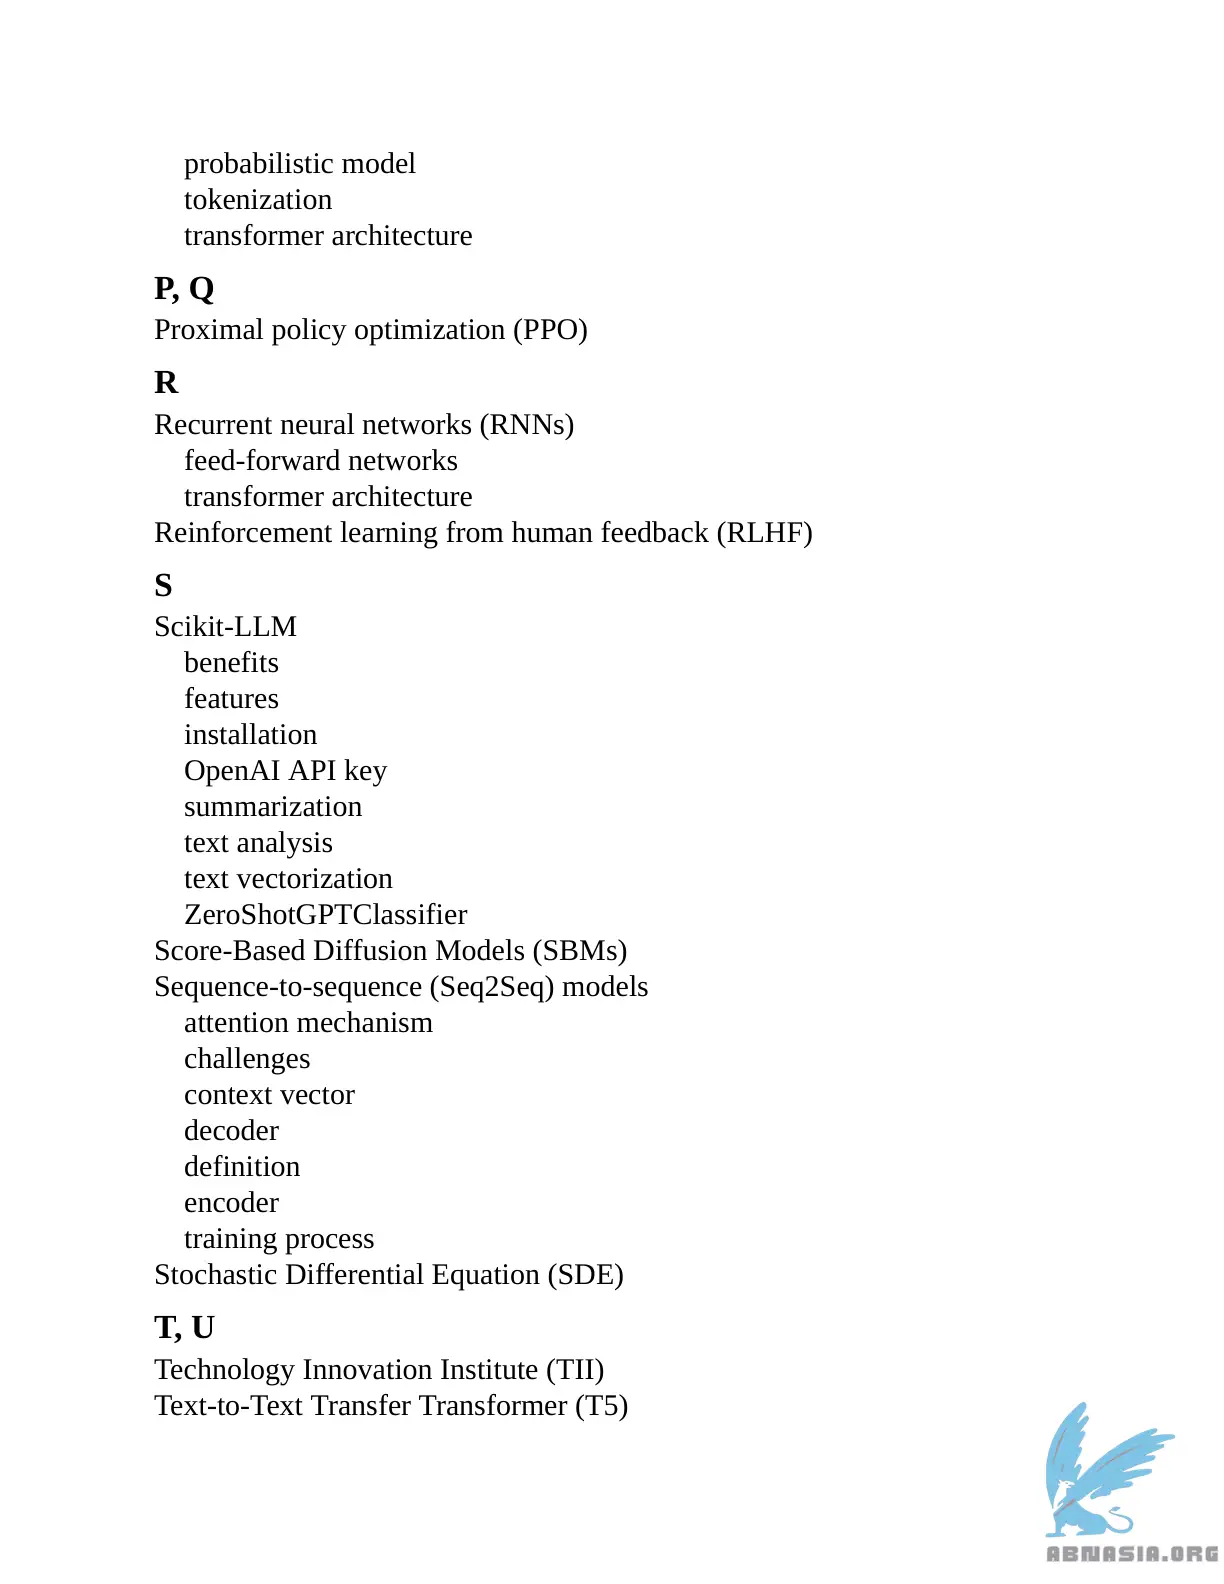 probabilistic model
tokenization
transformer architecture
P, Q
Proximal policy optimization (PPO)
R
Recurrent neural networks (RNNs)
feed-forward networks
transformer architecture
Reinforcement learning from human feedback (RLHF)
S
Scikit-LLM
benefits
features
installation
OpenAI API key
summarization
text analysis
text vectorization
ZeroShotGPTClassifier
Score-Based Diffusion Models (SBMs)
Sequence-to-sequence (Seq2Seq) models
attention mechanism
challenges
context vector
decoder
definition
encoder
training process
Stochastic Differential Equation (SDE)
T, U
Technology Innovation Institute (TII)
Text-to-Text Transfer Transformer (T5)
ABNASIA.ORG